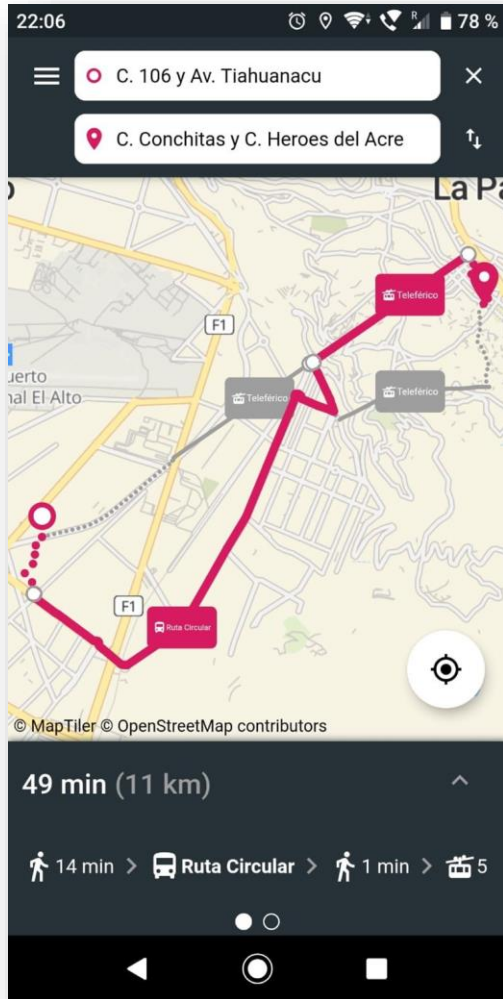 22:06
R
78 %
C. 106 y Av. Tiahuanacu
C. Conchitas y C. Heroes del Acre
La Pa
o
Teleférico
F1
uerto
nal El Alto
Teleférico
Teleférico
F1
Ruta Circular
© MapTiler © OpenStreetMap contributors
49 min (11 km)
14 min > Ruta Circular > 1 min > 5